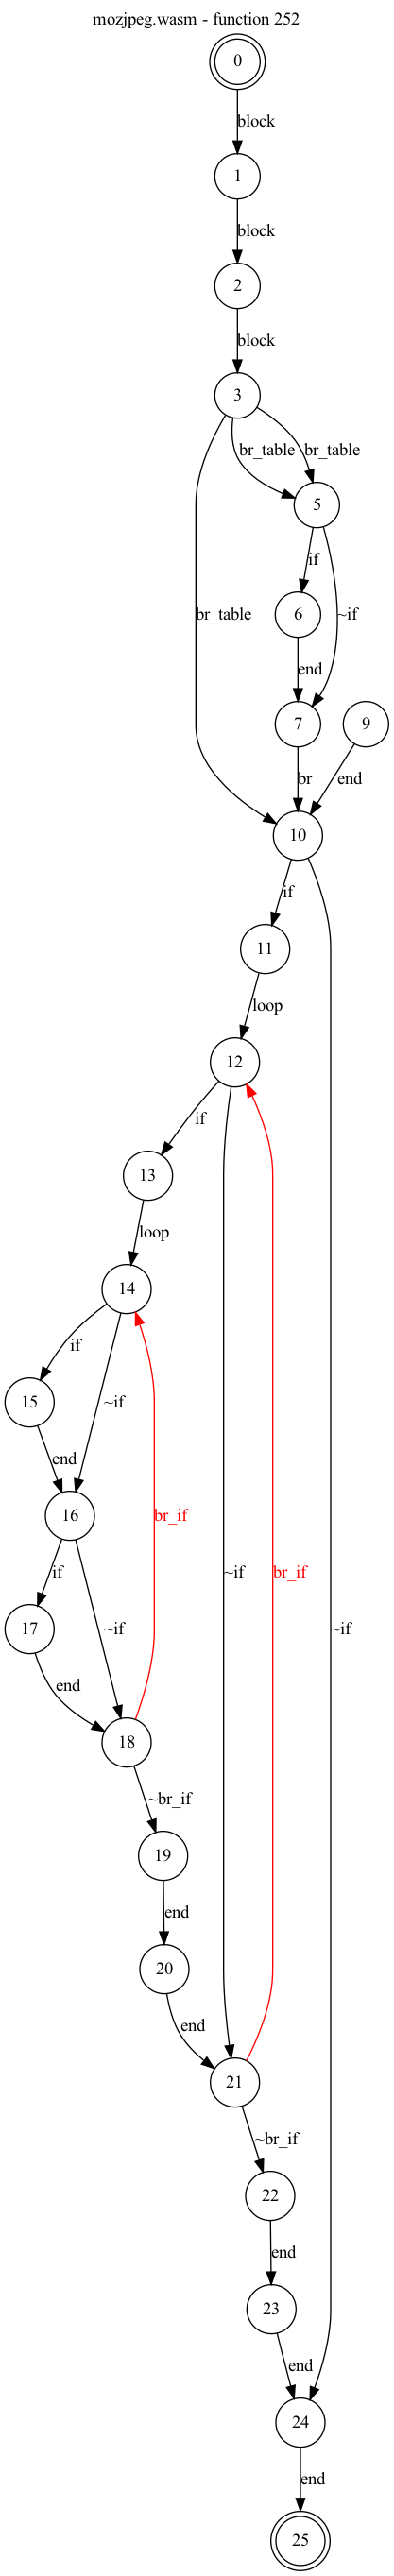 mozjpeg.wasm - function 252
0
block
1
block
2
block
3
br_table
br_table
5
if
br_table
6
~if
end
7
9
br
end
10
if
11
loop
12
if
13
loop
14
if
15
~if
end
16
br_if
~if
br_if
~if
if
17
~if
end
18
~br_if
19
end
20
end
21
~br_if
22
end
23
end
24
end
25